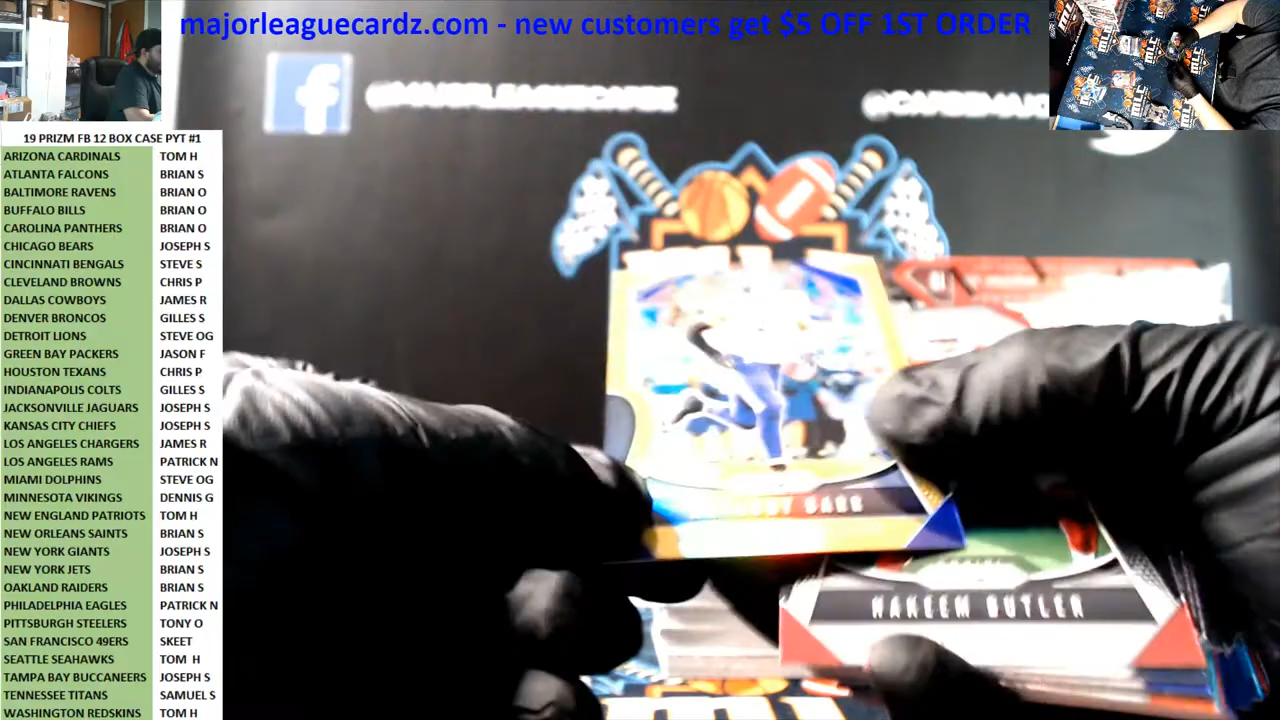 majorleaguecardz.com - new customers get $5 OFF 1ST ORDER
@MAJORLEAGUECARDZ
19 PRIZM FB 12 BOX CASE PYT #1
ARIZONA CARDINALS TOM H
ATLANTA FALCONS BRIAN S
BALTIMORE RAVENS BRIAN O
BUFFALO BILLS BRIAN O
CAROLINA PANTHERS BRIAN O
CHICAGO BEARS JOSEPH S
CINCINNATI BENGALS STEVE S
CLEVELAND BROWNS CHRIS P
DALLAS COWBOYS JAMES R
DENVER BRONCOS GILLES S
DETROIT LIONS STEVE OG
GREEN BAY PACKERS JASON F
HOUSTON TEXANS CHRIS P
INDIANAPOLIS COLTS GILLES S
JACKSONVILLE JAGUARS JOSEPH S
KANSAS CITY CHIEFS JOSEPH S
LOS ANGELES CHARGERS JAMES R
LOS ANGELES RAMS PATRICK N
MIAMI DOLPHINS STEVE OG
MINNESOTA VIKINGS DENNIS G
NEW ENGLAND PATRIOTS TOM H
NEW ORLEANS SAINTS BRIAN S
NEW YORK GIANTS JOSEPH S
NEW YORK JETS BRIAN S
OAKLAND RAIDERS BRIAN S
PHILADELPHIA EAGLES PATRICK N
PITTSBURGH STEELERS TONY O
SAN FRANCISCO 49ERS SKEET
SEATTLE SEAHAWKS TOM H
TAMPA BAY BUCCANEERS JOSEPH S
TENNESSEE TITANS SAMUEL S
WASHINGTON REDSKINS TOM H
HAKEEM BUTLER
MLC